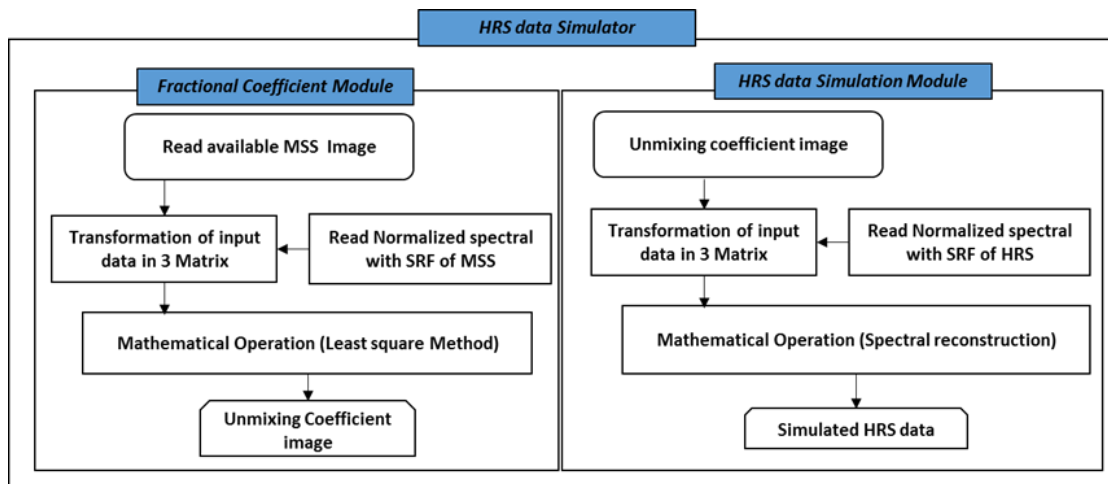 HRS data Simulator
Fractional Coefficient Module
Read available MSS Image
Transformation of input
data in 3 Matrix
Read Normalized spectral
with SRF of MSS
Mathematical Operation (Least square Method)
Unmixing Coefficient
image
HRS data Simulation Module
Unmixing coefficient image
Transformation of input
data in 3 Matrix
Read Normalized spectral
with SRF of HRS
Mathematical Operation (Spectral reconstruction)
Simulated HRS data